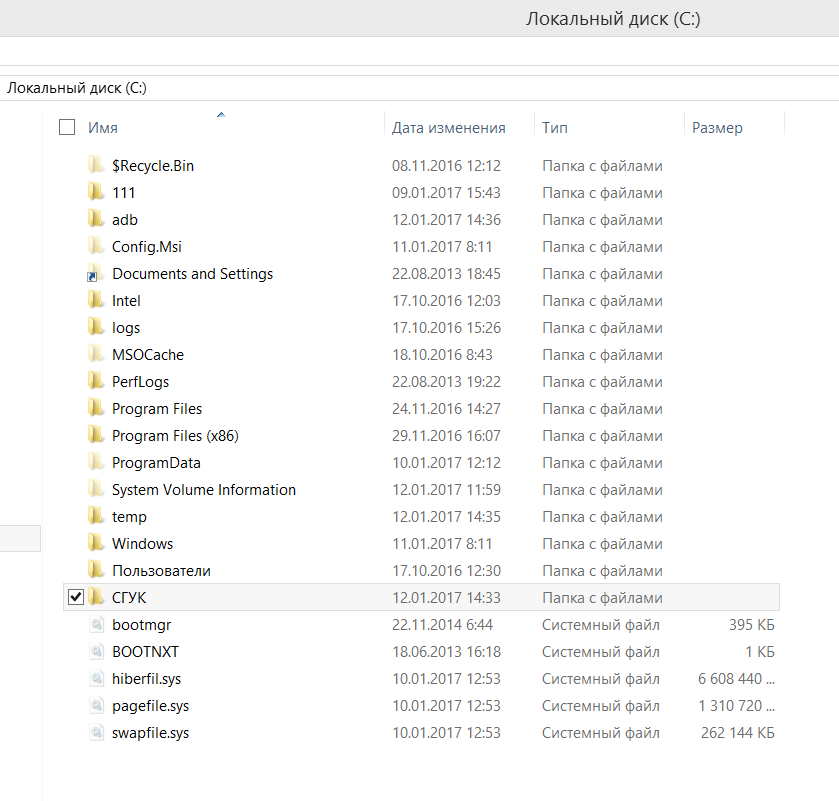 Локальный диск (C:)
Локальный диск (C:)
Имя Дата изменения Тип Размер
$Recycle.Bin 08.11.2016 12:12 Папка с файлами
111 09.01.2017 15:43 Папка с файлами
adb 12.01.2017 14:36 Папка с файлами
Config.Msi 11.01.2017 8:11 Папка с файлами
Documents and Settings 22.08.2013 18:45 Папка с файлами
Intel 17.10.2016 12:03 Папка с файлами
logs 17.10.2016 15:26 Папка с файлами
MSOCache 18.10.2016 8:43 Папка с файлами
PerfLogs 22.08.2013 19:22 Папка с файлами
Program Files 24.11.2016 14:27 Папка с файлами
Program Files (x86) 29.11.2016 16:07 Папка с файлами
ProgramData 10.01.2017 12:12 Папка с файлами
System Volume Information 12.01.2017 11:59 Папка с файлами
temp 12.01.2017 14:35 Папка с файлами
Windows 11.01.2017 8:11 Папка с файлами
Пользователи 17.10.2016 12:30 Папка с файлами
СГУК 12.01.2017 14:33 Папка с файлами
bootmgr 22.11.2014 6:44 Системный файл 395 КБ
BOOTNXT 18.06.2013 16:18 Системный файл 1 КБ
hiberfil.sys 10.01.2017 12:53 Системный файл 6 608 440 ...
pagefile.sys 10.01.2017 12:53 Системный файл 1 310 720 ...
swapfile.sys 10.01.2017 12:53 Системный файл 262 144 КБ